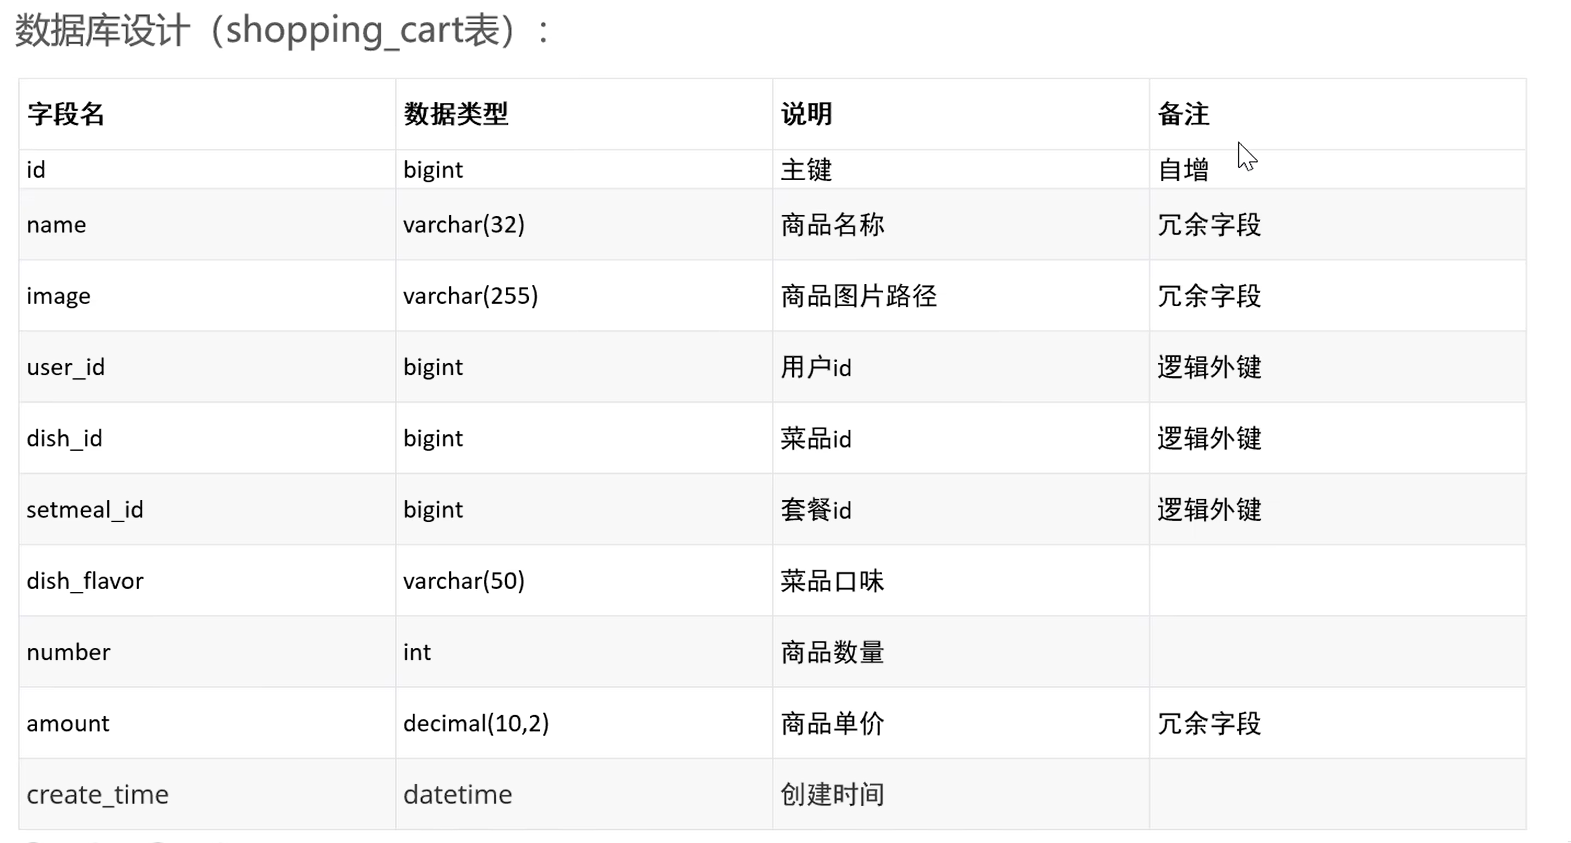 数据库设计（shopping_cart表）：
字段名 数据类型 说明 备注
id bigint 主键 自增
name varchar(32) 商品名称 冗余字段
image varchar(255) 商品图片路径 冗余字段
user_id bigint 用户id 逻辑外键
dish_id bigint 菜品id 逻辑外键
setmeal_id bigint 套餐id 逻辑外键
dish_flavor varchar(50) 菜品口味
number int 商品数量
amount decimal(10,2) 商品单价 冗余字段
create_time datetime 创建时间